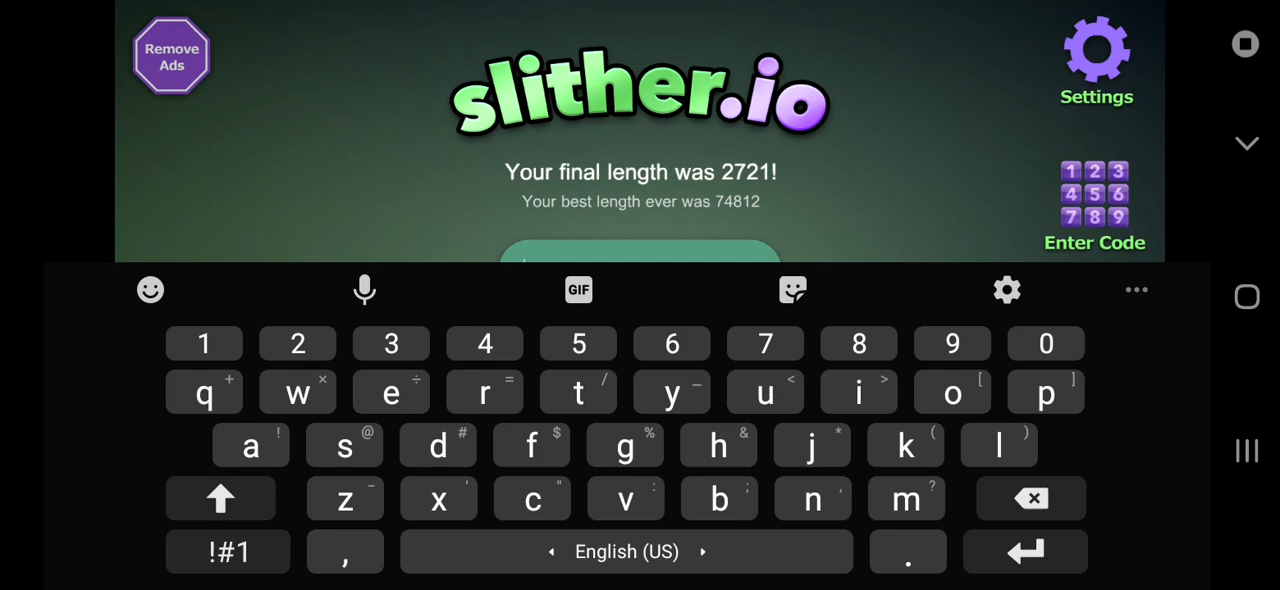 Remove
Ads
slither.io
Settings
Your final length was 2721!
Your best length ever was 74812
1 2 3
4 5 6
7 8 9
Enter Code
GIF
1 2 3 4 5 6 7 8 9 0
q + w × e ÷ r = t / y _ u < i > o [ p ]
a ! s @ d # f $ g % h & j * k ( l )
z - x ' c " v : b ; n , m ?
!#1 , English (US) .